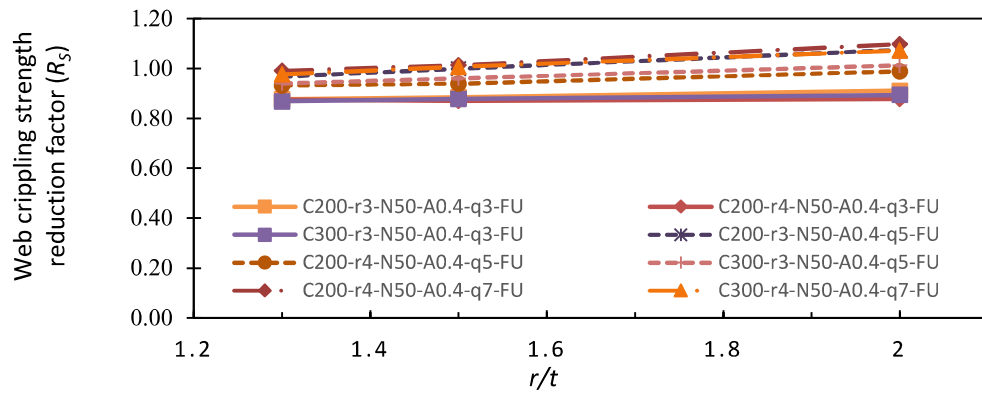 1.20
1.00
0.80
0.60
0.40
0.20
0.00
Web crippling strength
reduction factor (RS)
C200-r3-N50-A0.4-q3-FU
C200-r4-N50-A0.4-q3-FU
C300-r3-N50-A0.4-q3-FU
C200-r3-N50-A0.4-q5-FU
C200-r4-N50-A0.4-q5-FU
C300-r3-N50-A0.4-q5-FU
C200-r4-N50-A0.4-q7-FU
C300-r4-N50-A0.4-q7-FU
1.2 1.4 1.6 1.8 2
r/t